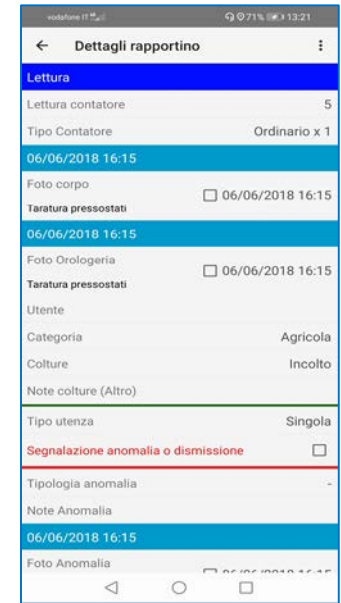 vodafone IT
71% 13:21
Dettagli rapportino
Lettura
Lettura contatore 5
Tipo Contatore Ordinario x 1
06/06/2018 16:15
Foto corpo
06/06/2018 16:15
Taratura pressostati
06/06/2018 16:15
Foto Orologeria
06/06/2018 16:15
Taratura pressostati
Utente
Categoria Agricola
Colture Incolto
Note colture (Altro)
Tipo utenza Singola
Segnalazione anomalia o dismissione
Tipologia anomalia -
Note Anomalia
06/06/2018 16:15
Foto Anomalia